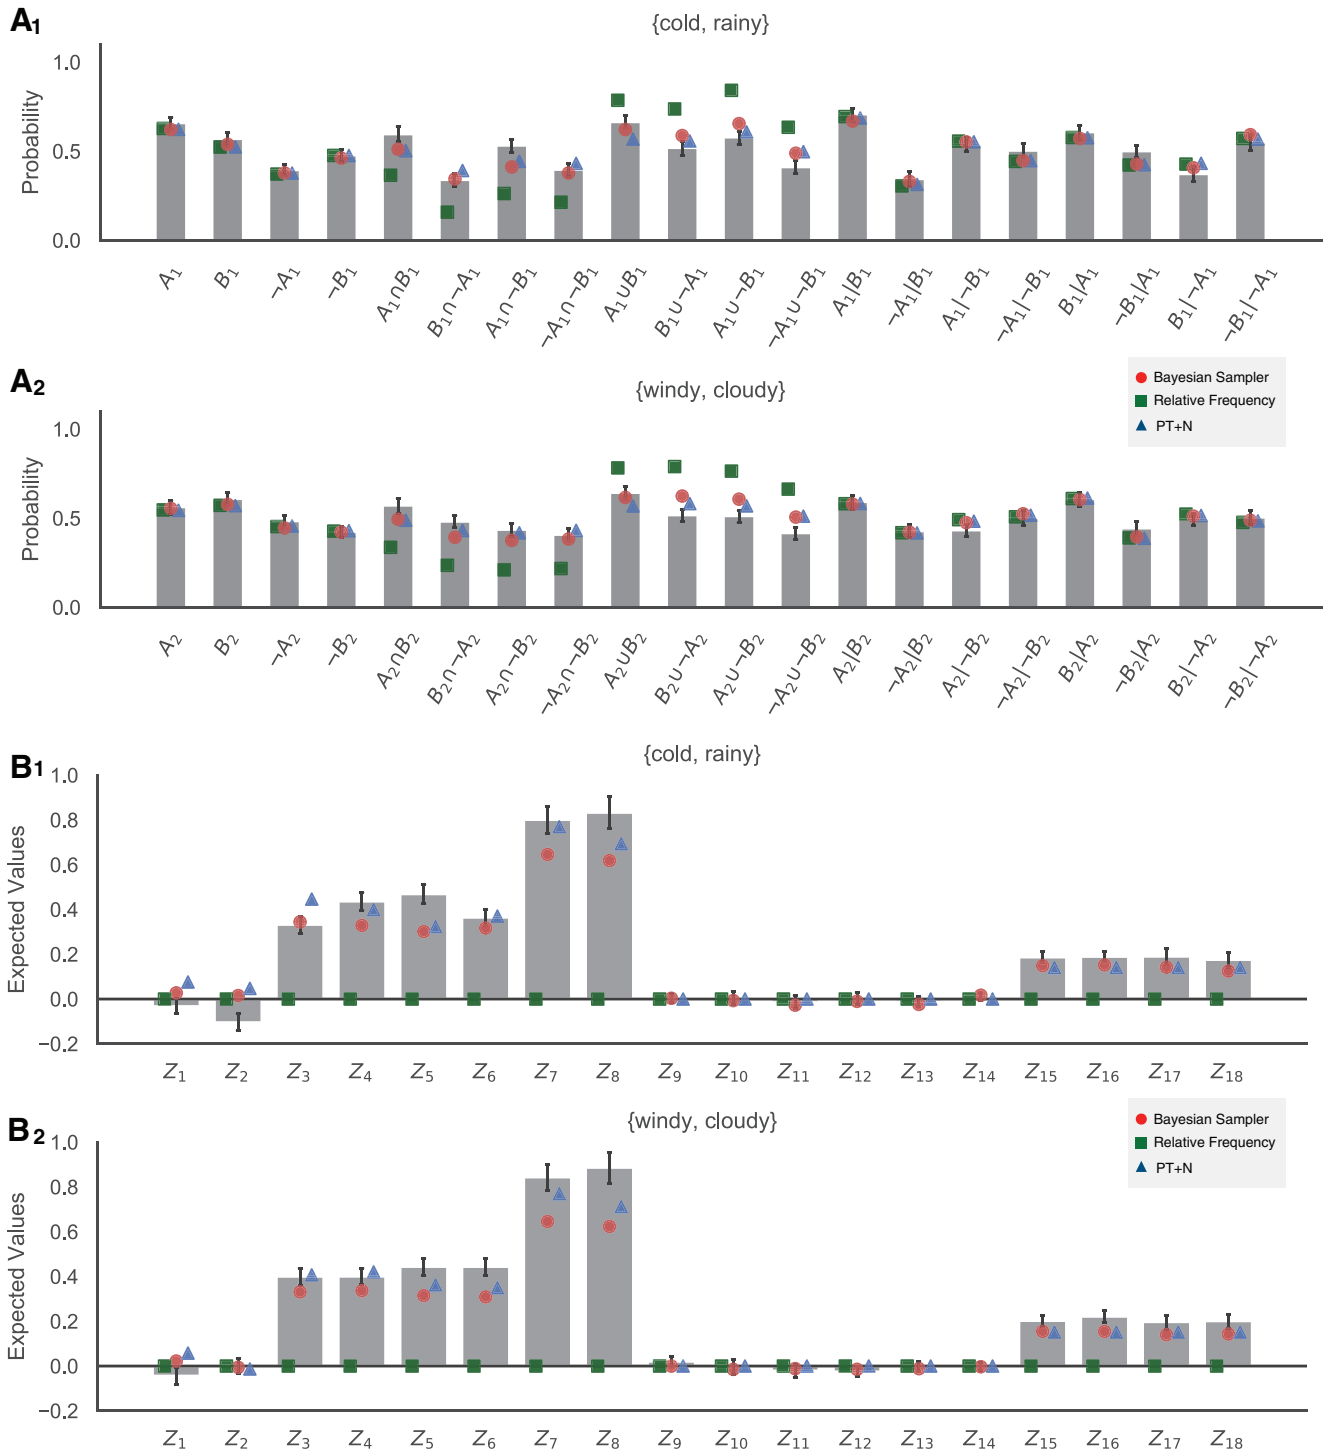 A1
{cold, rainy}
Probability
1.0
0.5
0.0
A₁ B₁ ¬A₁ ¬B₁ A₁∩B₁ B₁∩¬A₁ A₁∩¬B₁ ¬A₁∩¬B₁ A₁∪B₁ B₁∪¬A₁ A₁∪¬B₁ ¬A₁∪¬B₁ A₁|B₁ ¬A₁|B₁ A₁|¬B₁ ¬A₁|¬B₁ B₁|A₁ ¬B₁|A₁ B₁|¬A₁ ¬B₁|¬A₁
A2
{windy, cloudy}
Bayesian Sampler
Relative Frequency
PT+N
Probability
1.0
0.5
0.0
A₂ B₂ ¬A₂ ¬B₂ A₂∩B₂ B₂∩¬A₂ A₂∩¬B₂ ¬A₂∩¬B₂ A₂∪B₂ B₂∪¬A₂ A₂∪¬B₂ ¬A₂∪¬B₂ A₂|B₂ ¬A₂|B₂ A₂|¬B₂ ¬A₂|¬B₂ B₂|A₂ ¬B₂|A₂ B₂|¬A₂ ¬B₂|¬A₂
B1
{cold, rainy}
Expected Values
1.0
0.8
0.6
0.4
0.2
0.0
−0.2
Z₁ Z₂ Z₃ Z₄ Z₅ Z₆ Z₇ Z₈ Z₉ Z₁₀ Z₁₁ Z₁₂ Z₁₃ Z₁₄ Z₁₅ Z₁₆ Z₁₇ Z₁₈
B2
{windy, cloudy}
Bayesian Sampler
Relative Frequency
PT+N
Expected Values
1.0
0.8
0.6
0.4
0.2
0.0
−0.2
Z₁ Z₂ Z₃ Z₄ Z₅ Z₆ Z₇ Z₈ Z₉ Z₁₀ Z₁₁ Z₁₂ Z₁₃ Z₁₄ Z₁₅ Z₁₆ Z₁₇ Z₁₈